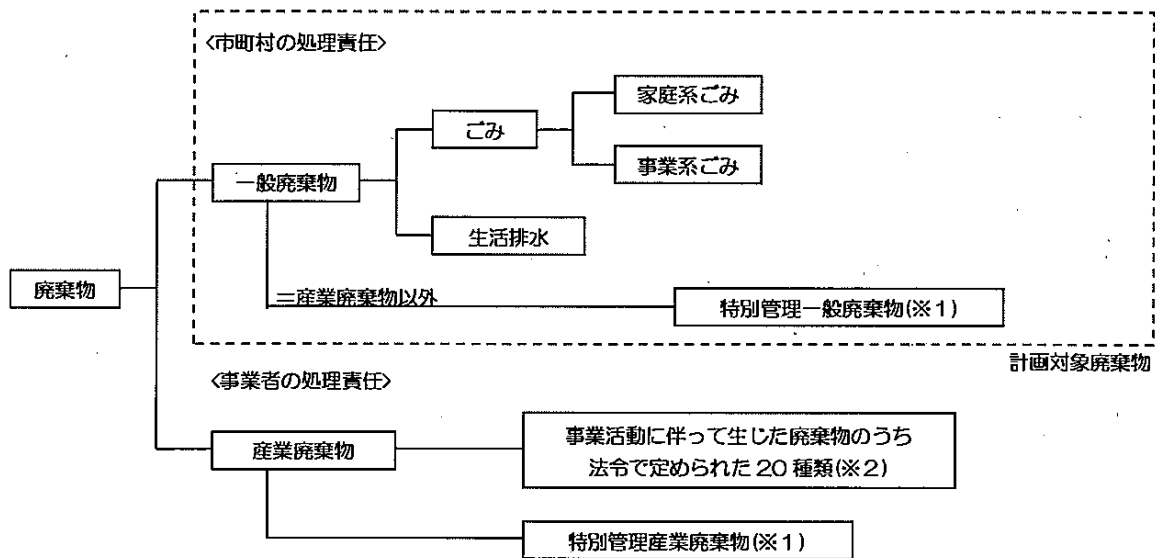 〈市町村の処理責任〉
家庭系ごみ
ごみ
事業系ごみ
一般廃棄物
生活排水
廃棄物
=産業廃棄物以外
特別管理一般廃棄物(※1)
計画対象廃棄物
〈事業者の処理責任〉
産業廃棄物
事業活動に伴って生じた廃棄物のうち
法令で定められた20種類(※2)
特別管理産業廃棄物(※1)